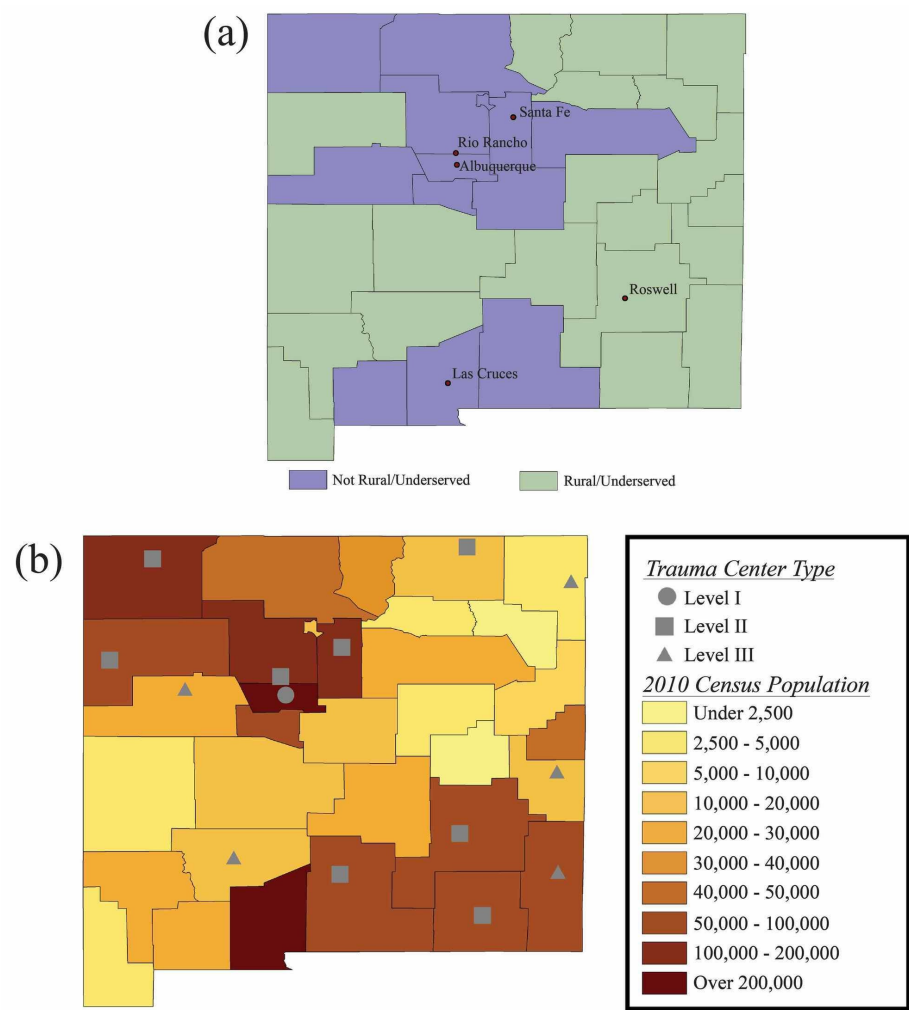 (a)
Santa Fe
Rio Rancho
Albuquerque
Roswell
Las Cruces
Not Rural/Underserved
Rural/Underserved
(b)
Trauma Center Type
Level I
Level II
Level III
2010 Census Population
Under 2,500
2,500 - 5,000
5,000 - 10,000
10,000 - 20,000
20,000 - 30,000
30,000 - 40,000
40,000 - 50,000
50,000 - 100,000
100,000 - 200,000
Over 200,000